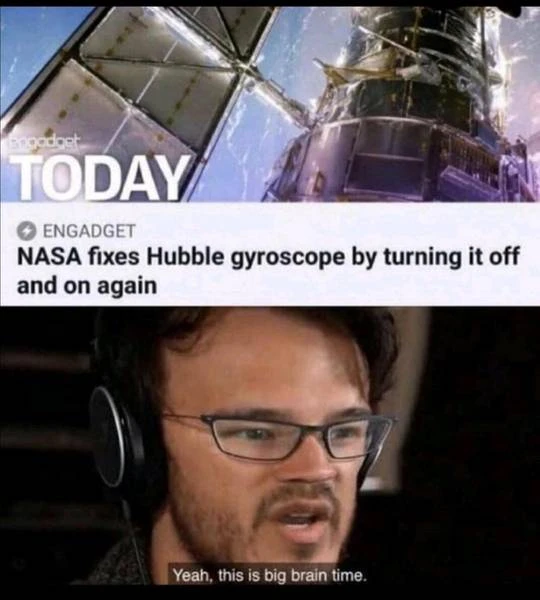 engadget
TODAY
ENGADGET
NASA fixes Hubble gyroscope by turning it off
and on again
Yeah, this is big brain time.